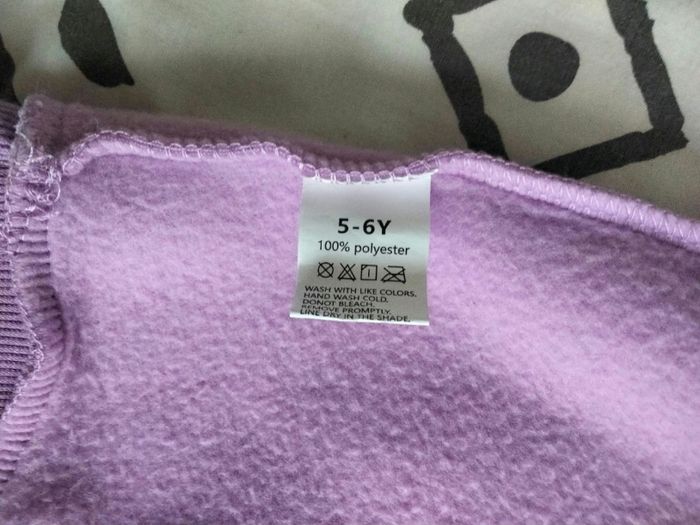 5-6Y
100% polyester
WASH WITH LIKE COLORS.
HAND WASH COLD.
DONOT BLEACH.
REMOVE PROMPTLY.
LINE DRY IN THE SHADE.